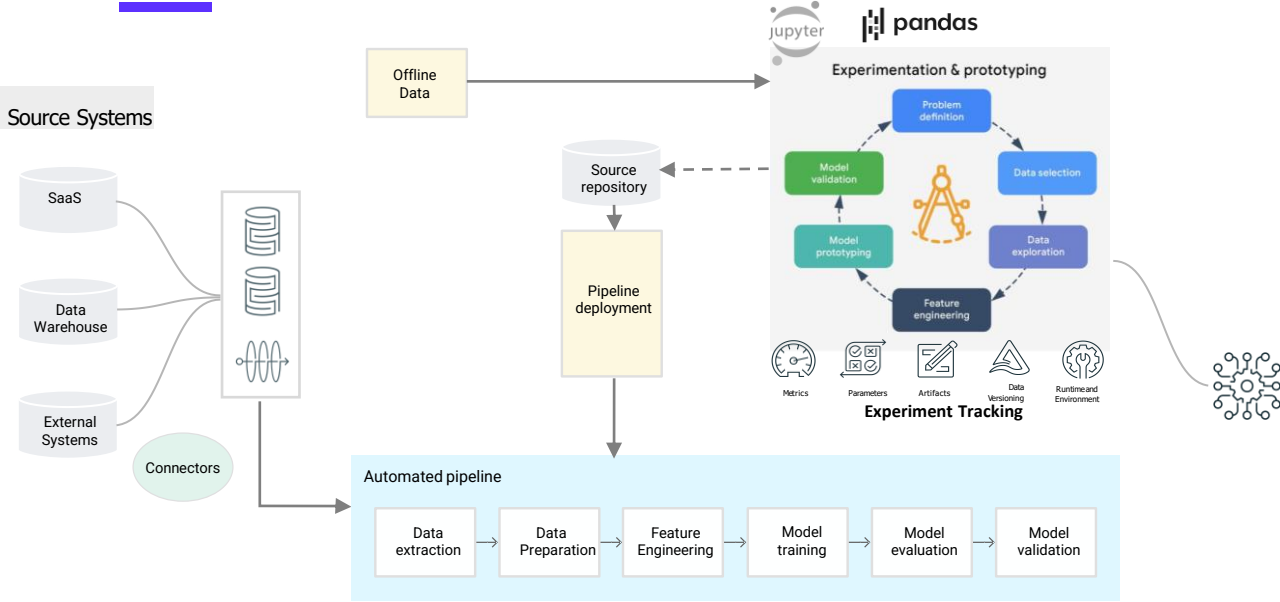 jupyter
pandas
Experimentation & prototyping
Offline
Data
Problem
definition
Source Systems
Source
repository
Model
validation
Data selection
SaaS
Model
prototyping
Data
exploration
Pipeline
deployment
Data
Warehouse
Feature
engineering
Metrics
Parameters
Artifacts
Data
Versioning
Runtime and
Environment
Experiment Tracking
External
Systems
Connectors
Automated pipeline
Data
extraction
Data
Preparation
Feature
Engineering
Model
training
Model
evaluation
Model
validation